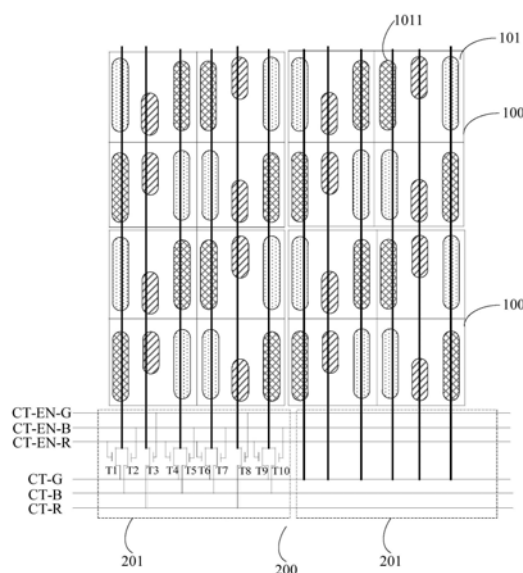 1011
101
100
100
CT-EN-G
CT-EN-B
CT-EN-R
T1 T2 T3 T4 T5 T6 T7 T8 T9 T10
CT-G
CT-B
CT-R
201 200 201